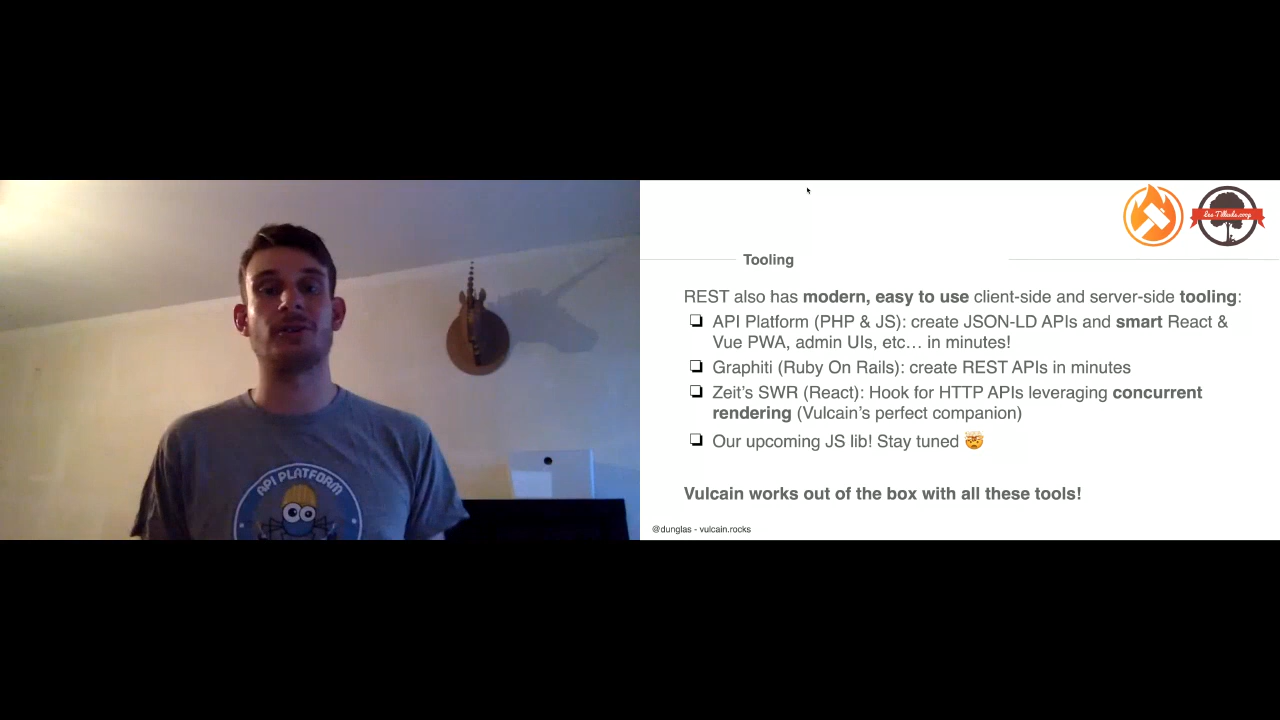 API PLATFORM
Les-Tilleuls.coop
Tooling
REST also has modern, easy to use client-side and server-side tooling:
❏ API Platform (PHP & JS): create JSON-LD APIs and smart React &
Vue PWA, admin UIs, etc… in minutes!
❏ Graphiti (Ruby On Rails): create REST APIs in minutes
❏ Zeit's SWR (React): Hook for HTTP APIs leveraging concurrent
rendering (Vulcain's perfect companion)
❏ Our upcoming JS lib! Stay tuned 🤯
Vulcain works out of the box with all these tools!
@dunglas - vulcain.rocks